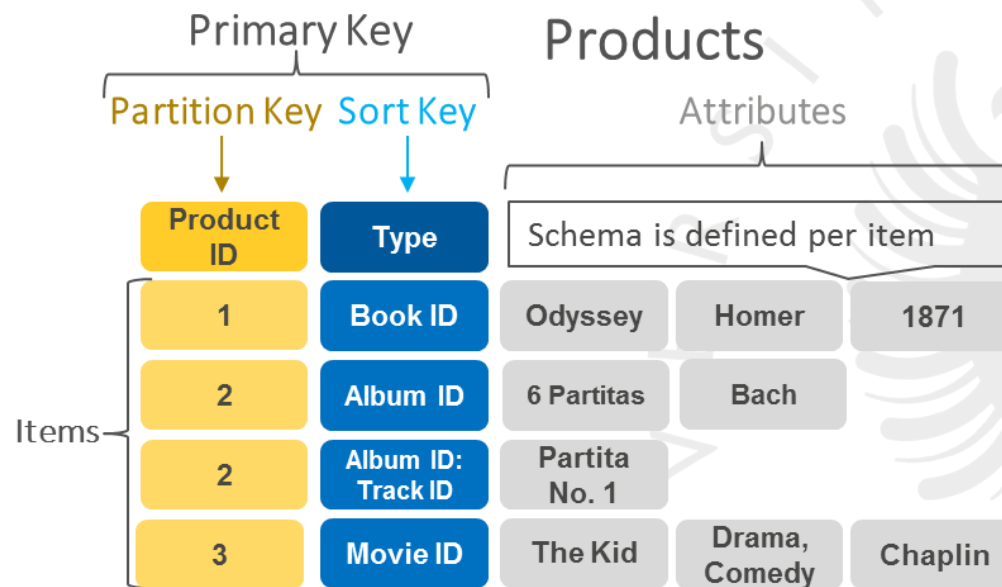 Primary Key
Products
Partition Key Sort Key
Attributes
Product
ID
Type
Schema is defined per item
Items
1
Book ID
Odyssey
Homer
1871
2
Album ID
6 Partitas
Bach
2
Album ID:
Track ID
Partita
No. 1
3
Movie ID
The Kid
Drama,
Comedy
Chaplin